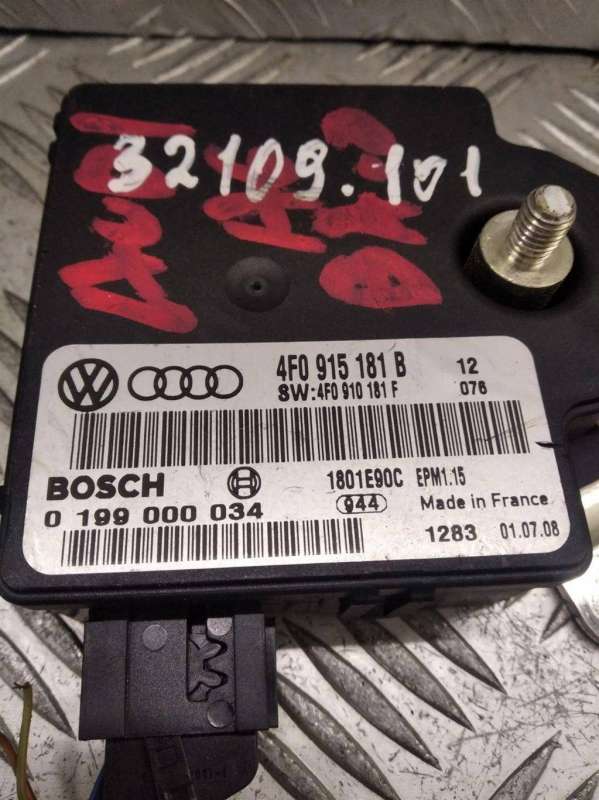 32109.101
Audi
4F0 915 181 B 12
SW:4F0 910 181 F 076
BOSCH 1801E90C EPM1.15
0 199 000 034 944 Made in France
1283 01.07.08